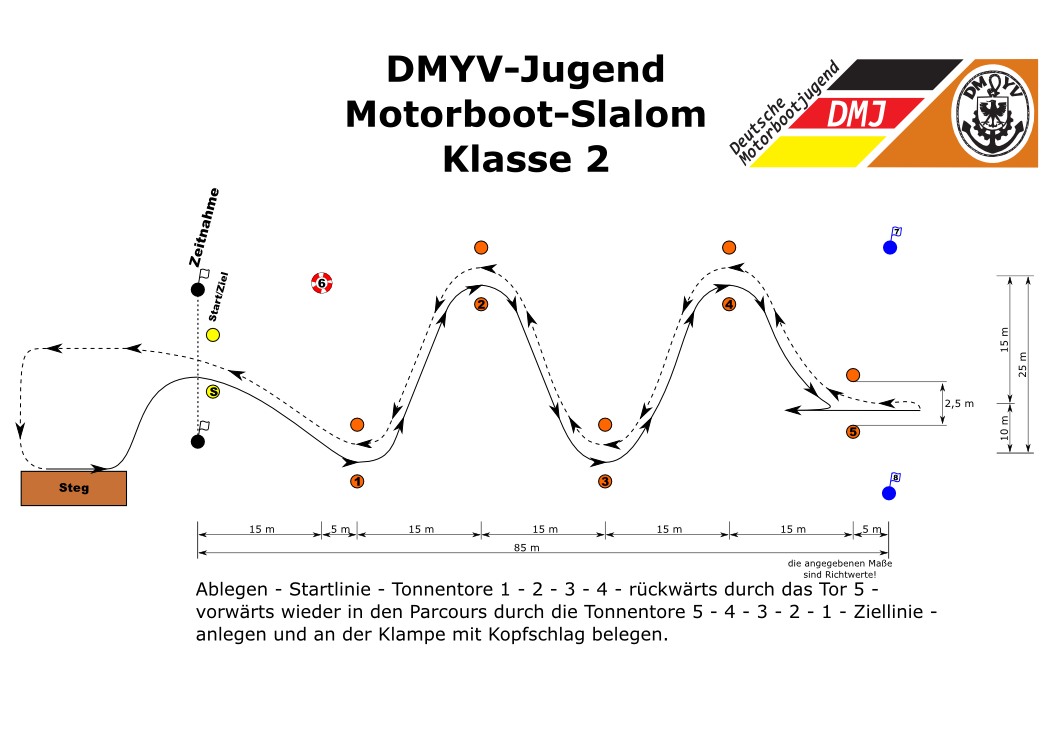 DMYV-Jugend
Motorboot-Slalom
Klasse 2
Deutsche
Motorbootjugend
DMJ
DM YV
Zeitnahme
Start/Ziel
7
6
2
4
15 m
25 m
S
2,5 m
10 m
5
1
3
8
Steg
15 m
5 m
15 m
15 m
15 m
15 m
5 m
85 m
die angegebenen Maße
sind Richtwerte!
Ablegen - Startlinie - Tonnentore 1 - 2 - 3 - 4 - rückwärts durch das Tor 5 -
vorwärts wieder in den Parcours durch die Tonnentore 5 - 4 - 3 - 2 - 1 - Ziellinie -
anlegen und an der Klampe mit Kopfschlag belegen.